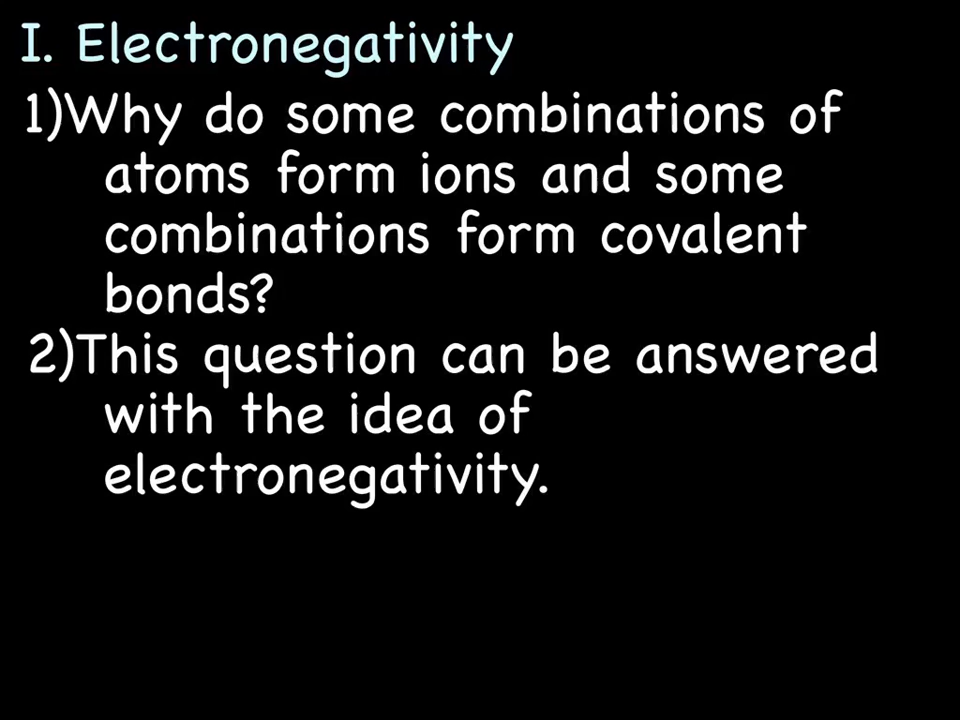 I. Electronegativity
1)Why do some combinations of
atoms form ions and some
combinations form covalent
bonds?
2)This question can be answered
with the idea of
electronegativity.